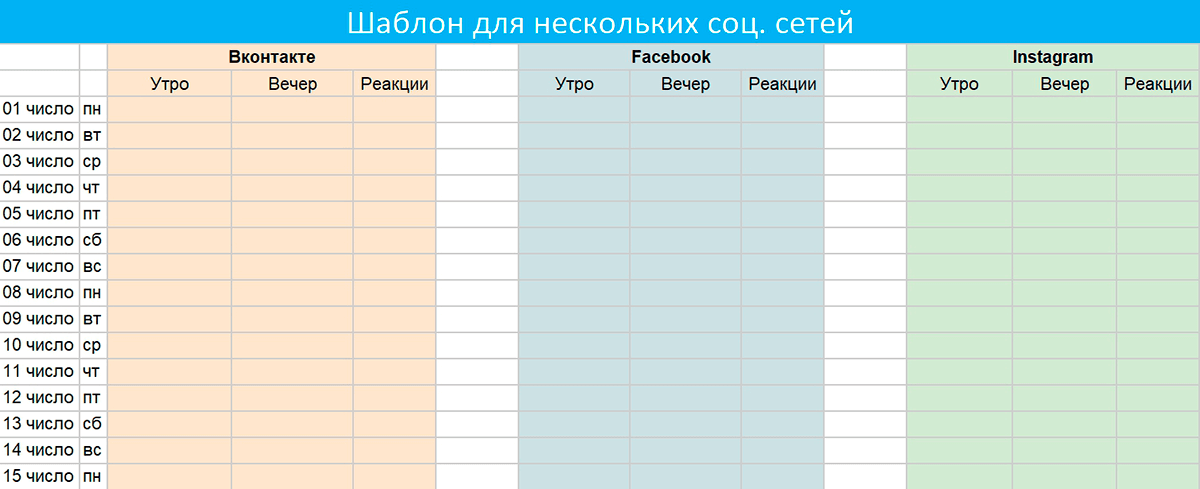 Шаблон для нескольких соц. сетей
Вконтакте Facebook Instagram
Утро Вечер Реакции Утро Вечер Реакции Утро Вечер Реакции
01 число пн
02 число вт
03 число ср
04 число чт
05 число пт
06 число сб
07 число вс
08 число пн
09 число вт
10 число ср
11 число чт
12 число пт
13 число сб
14 число вс
15 число пн